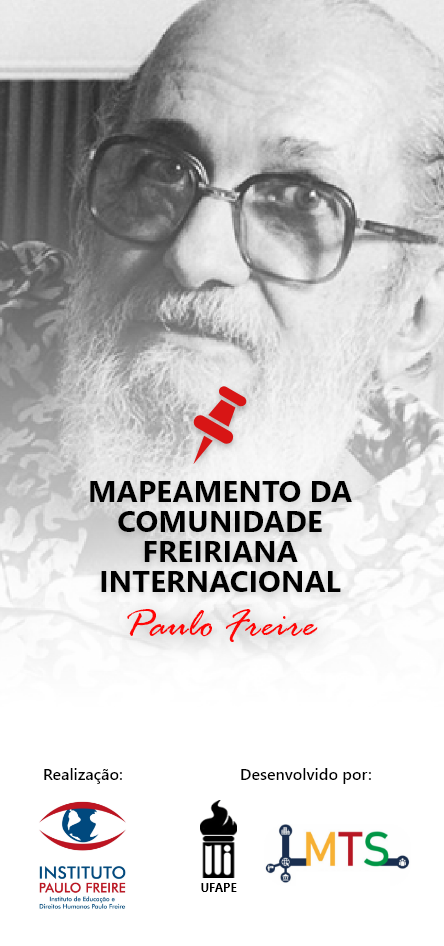 MAPEAMENTO DA
COMUNIDADE
FREIRIANA
INTERNACIONAL
Paulo Freire
Realização:
INSTITUTO
PAULO FREIRE
Instituto de Educação e
Direitos Humanos Paulo Freire
Desenvolvido por:
UFAPE
LMTS